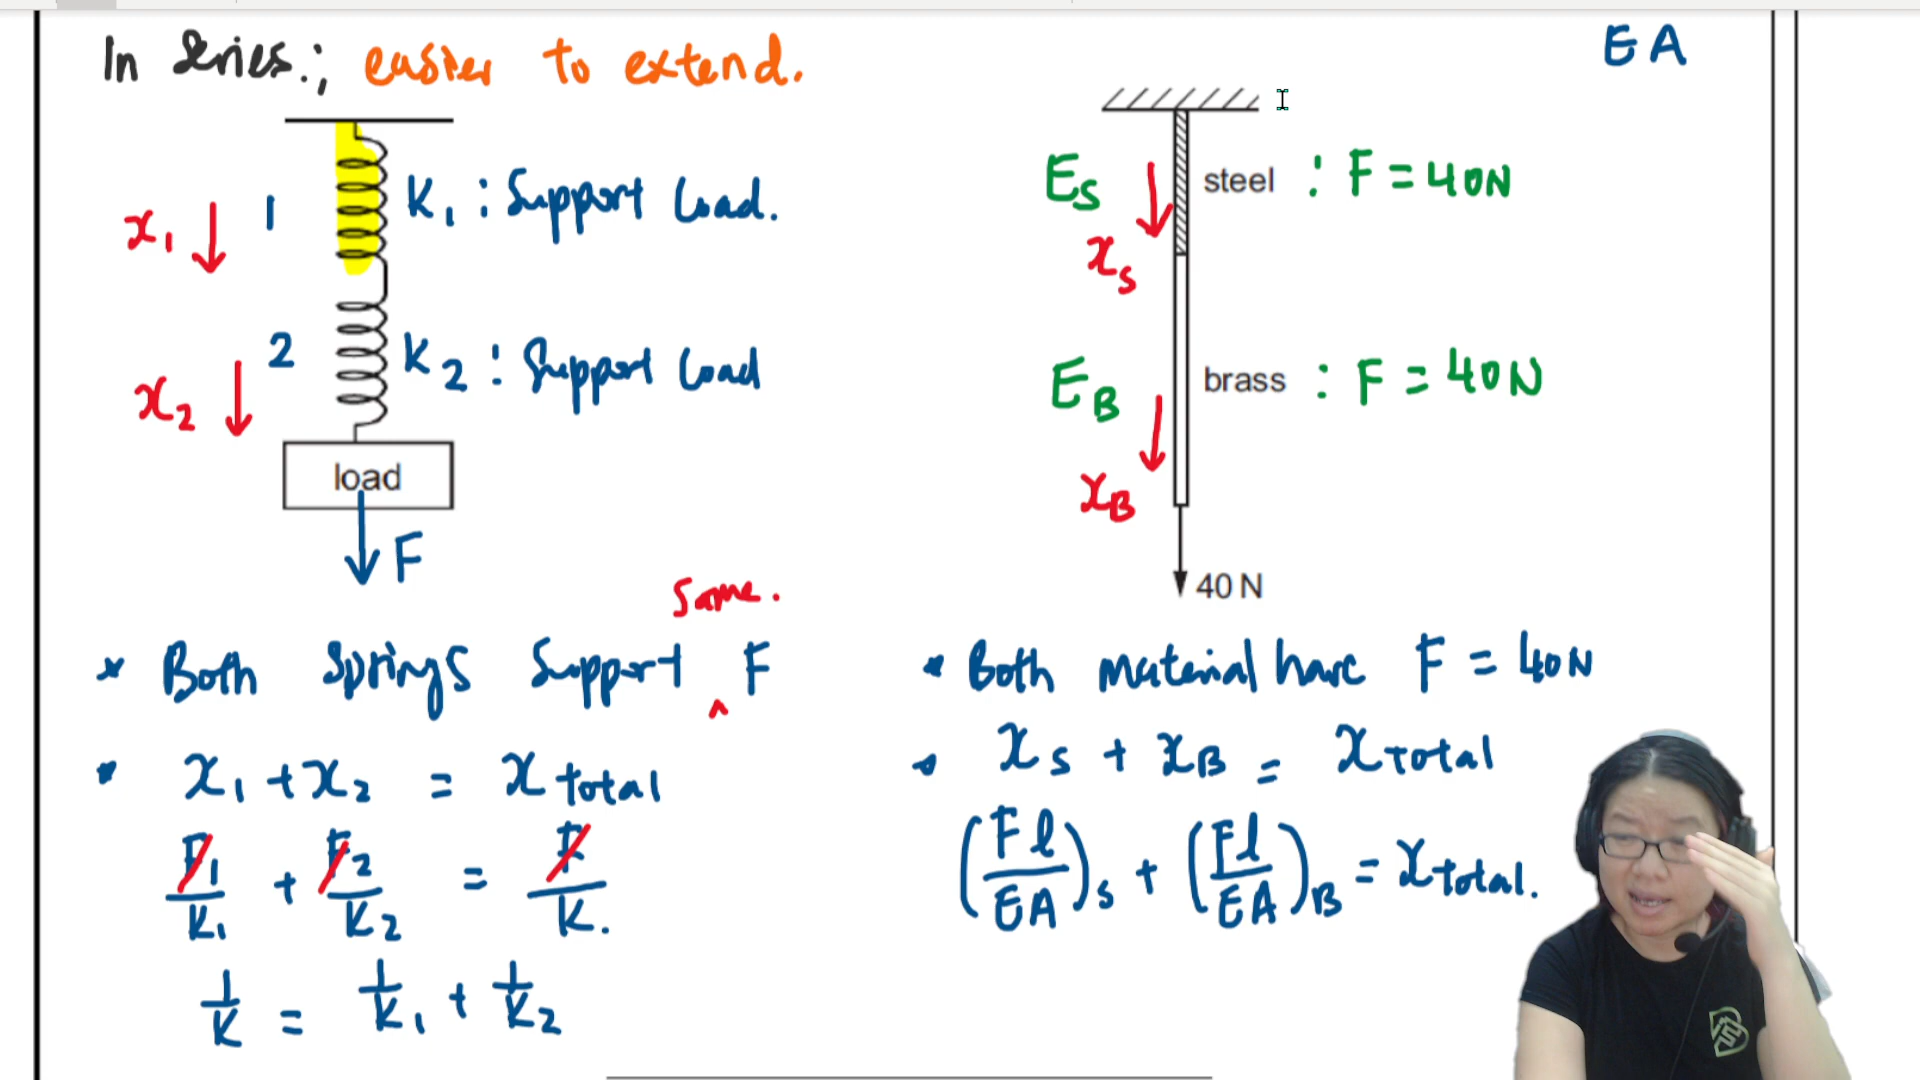 In Series.; easier to extend.
EA
x₁ ↓ 1 K₁ : Support Load.
x₂ ↓ 2 K₂ : Support Load
load
↓ F
Es ↓ steel : F = 40N
xs
EB ↓ brass : F = 40N
xB
40 N
same.
* Both Springs Support ^ F
* x₁ + x₂ = x total
F₁/K₁ + F₂/K₂ = F/K.
1/K = 1/K₁ + 1/K₂
* Both material have F = 40N
* xs + xB = x Total
(Fl/EA)s + (Fl/EA)B = x Total.